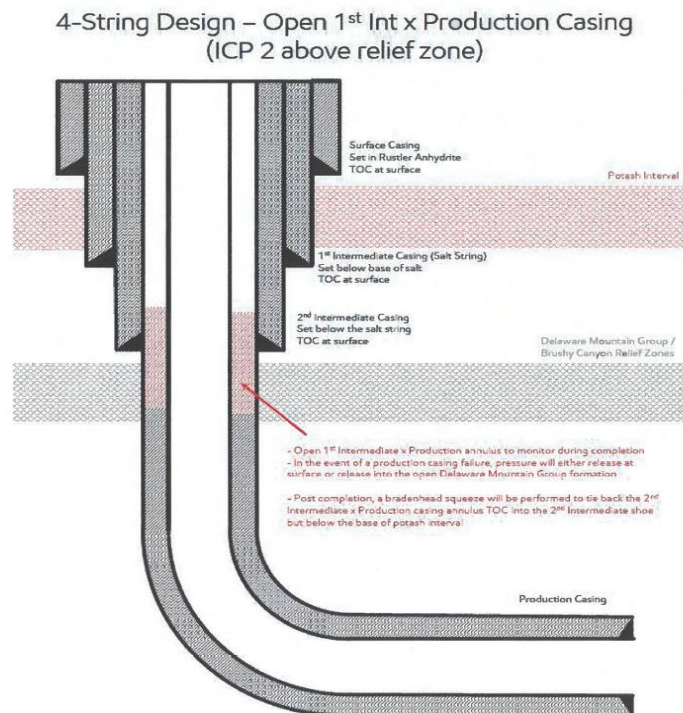 4-String Design – Open 1st Int x Production Casing
(ICP 2 above relief zone)
Surface Casing
Set in Rustler Anhydrite
TOC at surface
Potash Interval
1st Intermediate Casing (Salt String)
Set below base of salt
TOC at surface
2nd Intermediate Casing
Set below the salt string
TOC at surface
Delaware Mountain Group /
Brushy Canyon Relief Zones
- Open 1st Intermediate x Production annulus to monitor during completion
- In the event of a production casing failure, pressure will either release at
surface or release into the open Delaware Mountain Group formation
- Post completion, a bradenhead squeeze will be performed to tie back the 2nd
Intermediate x Production casing annulus TOC into the 2nd Intermediate shoe
but below the base of potash interval
Production Casing